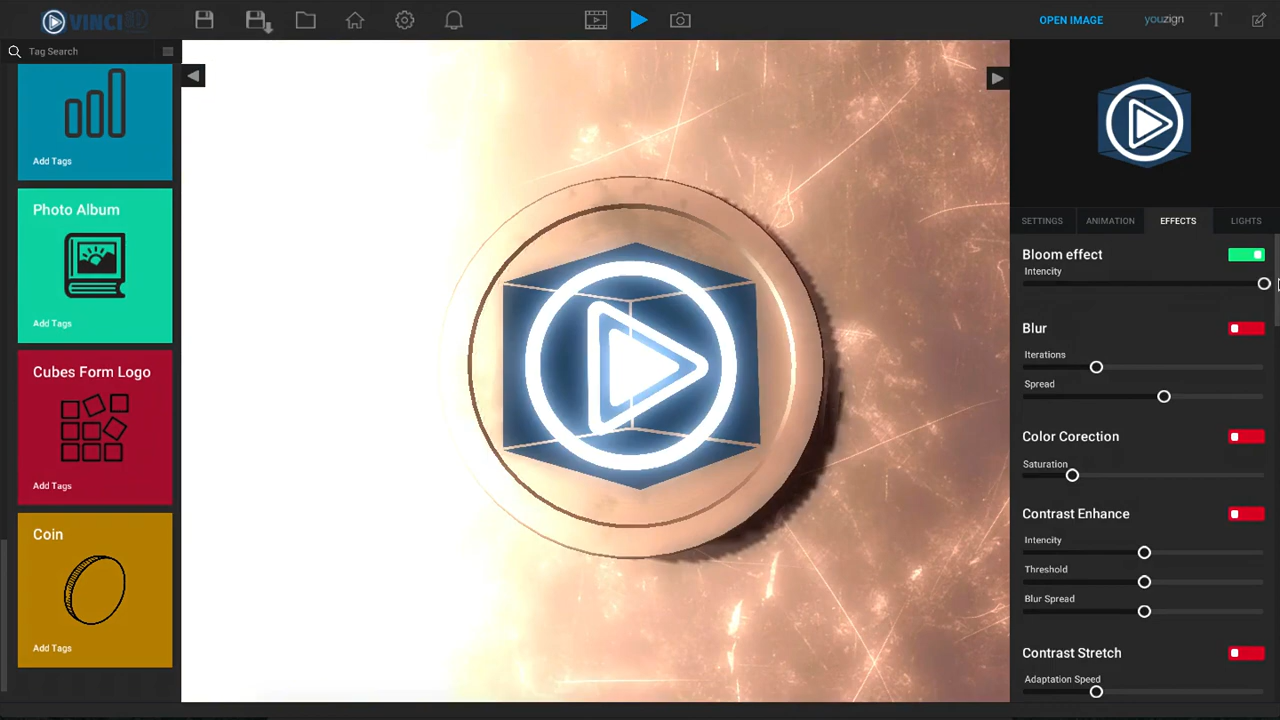 VINCI3D
OPEN IMAGE
youzign
T
Tag Search
Add Tags
Photo Album
Add Tags
Cubes Form Logo
Add Tags
Coin
Add Tags
SETTINGS
ANIMATION
EFFECTS
LIGHTS
Bloom effect
Intencity
Blur
Iterations
Spread
Color Corection
Saturation
Contrast Enhance
Intencity
Threshold
Blur Spread
Contrast Stretch
Adaptation Speed